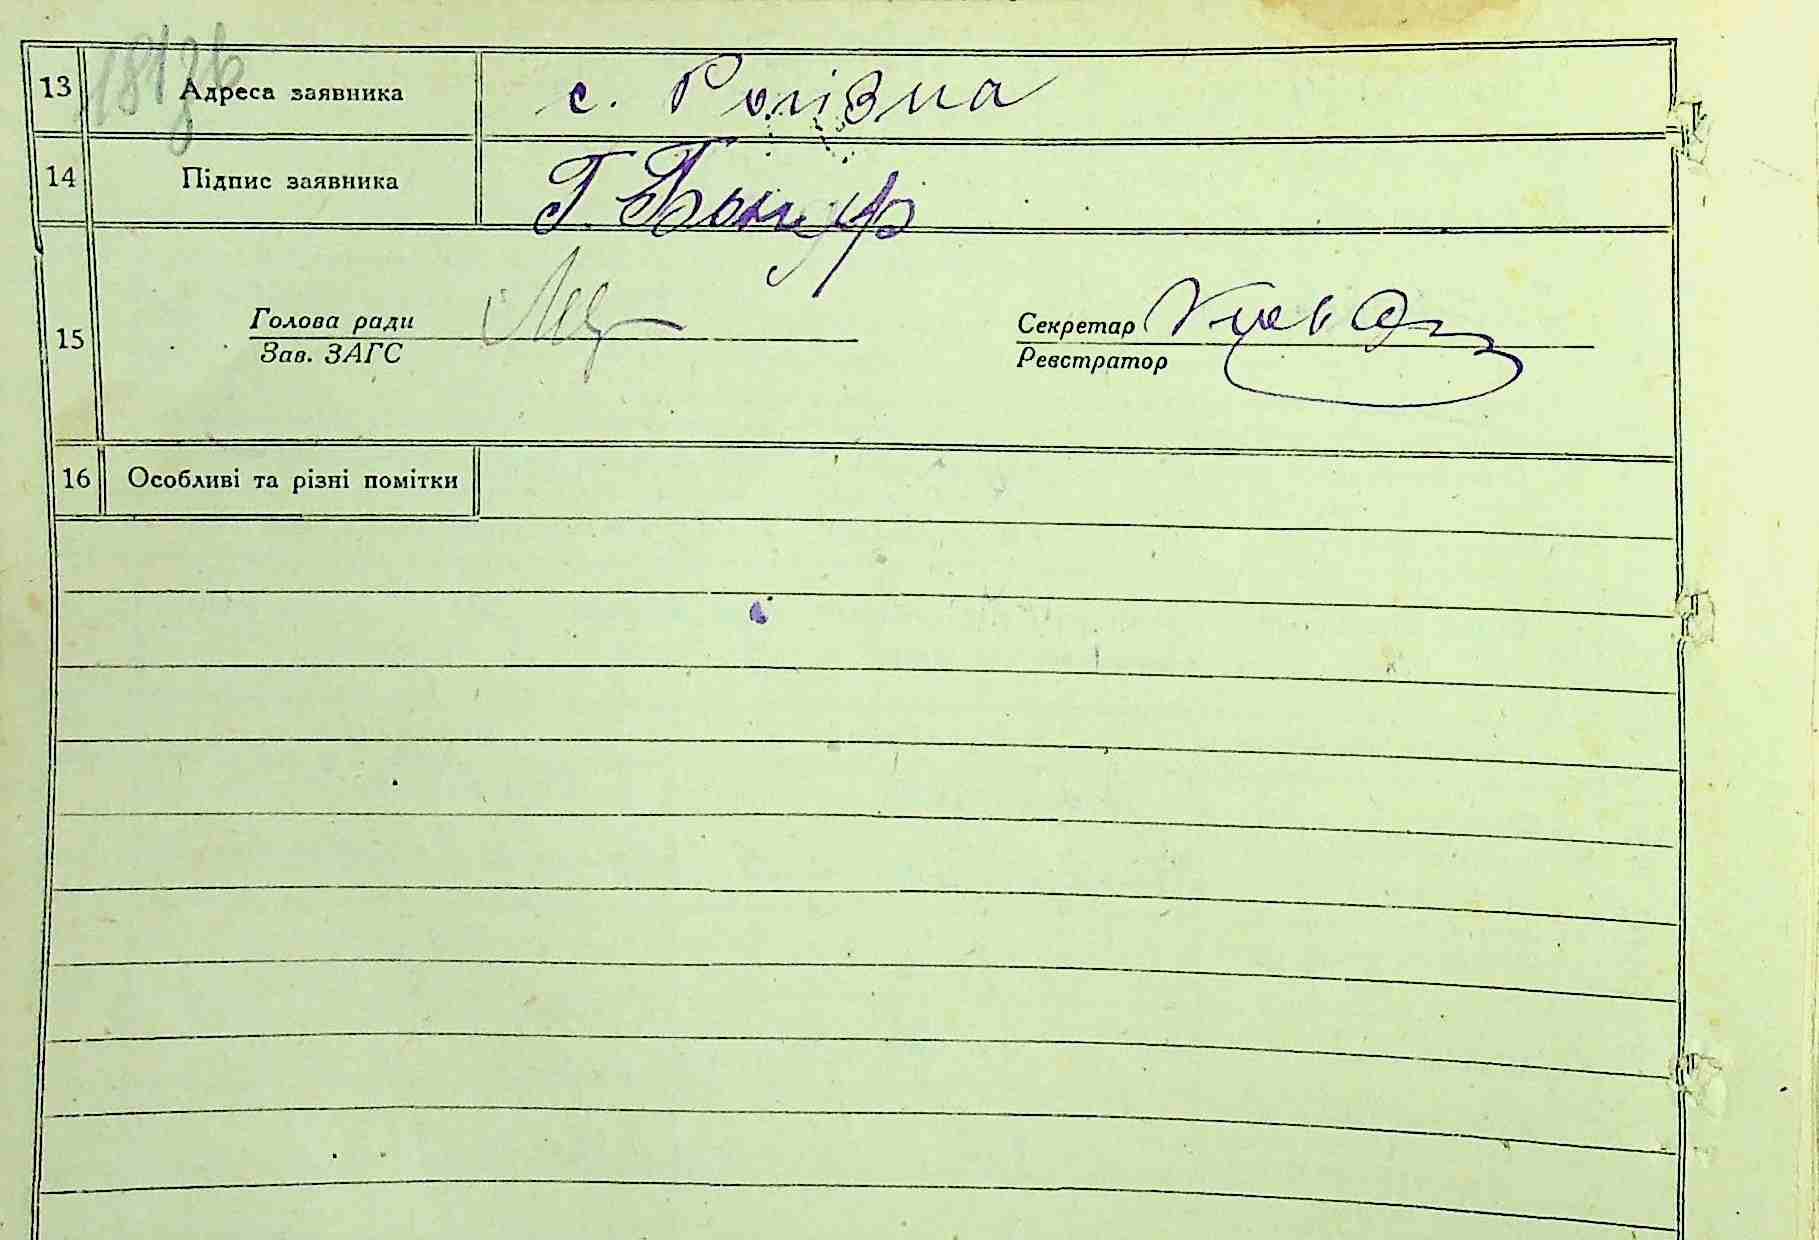 13 Адреса заявника с. Ролізна
14 Підпис заявника Г.
15
Голова ради
Зав. ЗАГС
Секретар
Реєстратор
16 Особливі та різні помітки